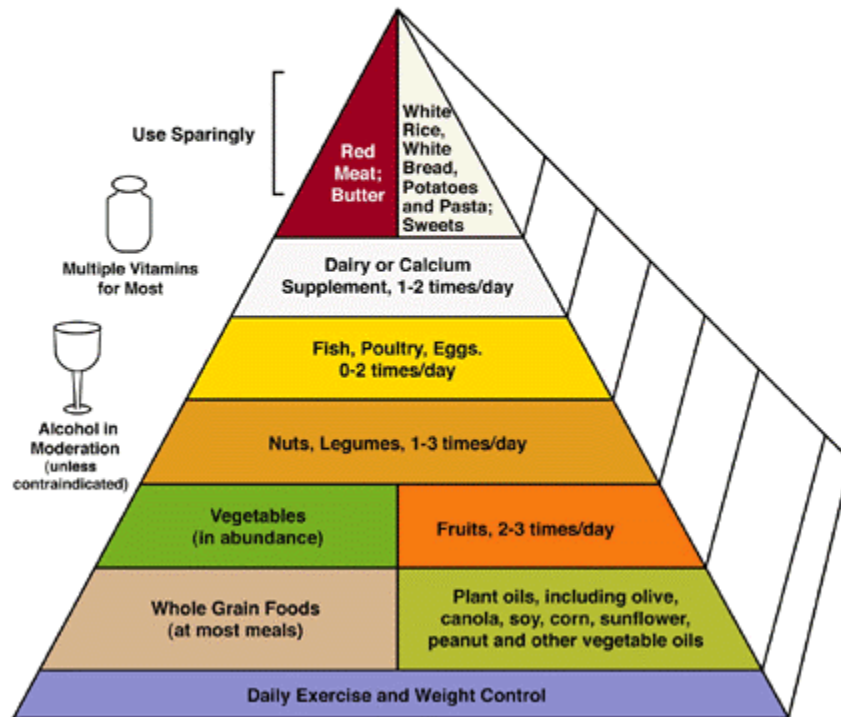 Use Sparingly
Red
Meat;
Butter
White
Rice,
White
Bread,
Potatoes
and Pasta;
Sweets
Multiple Vitamins
for Most
Dairy or Calcium
Supplement, 1-2 times/day
Fish, Poultry, Eggs.
0-2 times/day
Alcohol in
Moderation
(unless
contraindicated)
Nuts, Legumes, 1-3 times/day
Vegetables
(in abundance)
Fruits, 2-3 times/day
Whole Grain Foods
(at most meals)
Plant oils, including olive,
canola, soy, corn, sunflower,
peanut and other vegetable oils
Daily Exercise and Weight Control